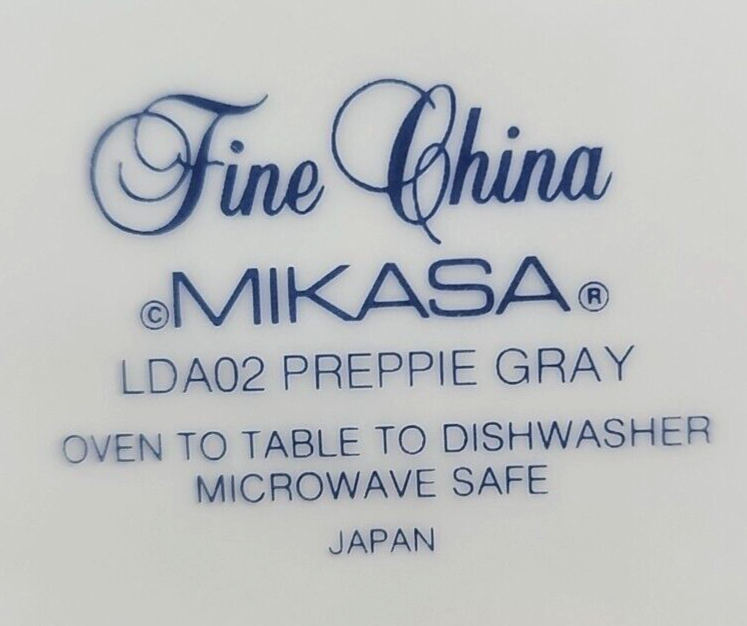 Fine China
©MIKASA®
LDA02 PREPPIE GRAY
OVEN TO TABLE TO DISHWASHER
MICROWAVE SAFE
JAPAN